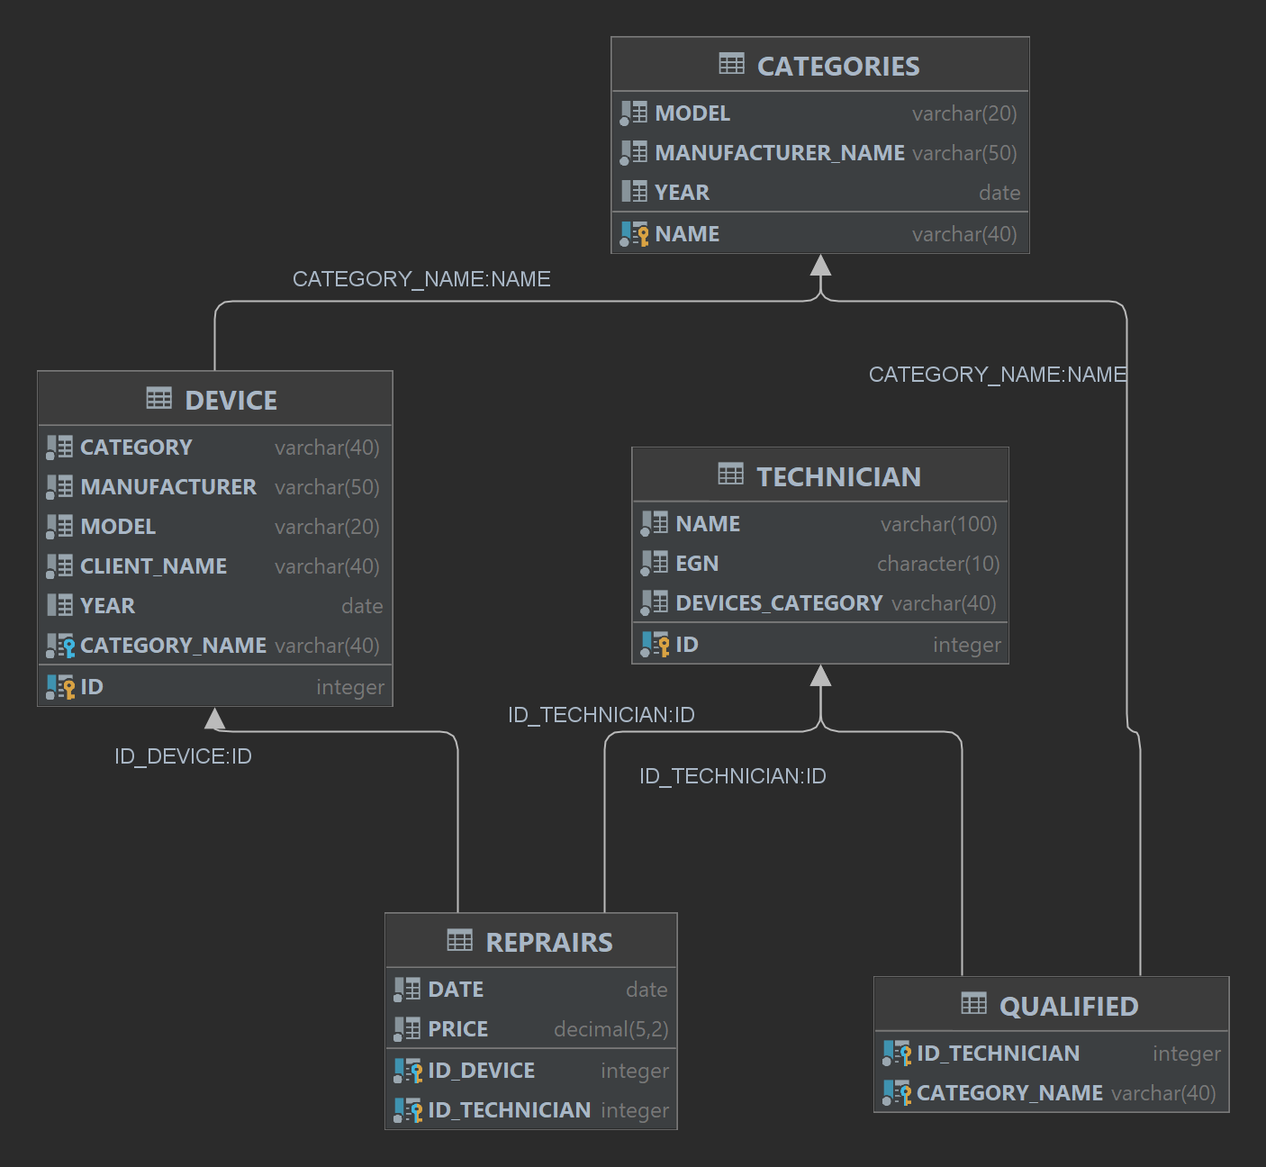 CATEGORIES
MODEL varchar(20)
MANUFACTURER_NAME varchar(50)
YEAR date
NAME varchar(40)
CATEGORY_NAME:NAME
CATEGORY_NAME:NAME
DEVICE
CATEGORY varchar(40)
MANUFACTURER varchar(50)
MODEL varchar(20)
CLIENT_NAME varchar(40)
YEAR date
CATEGORY_NAME varchar(40)
ID integer
TECHNICIAN
NAME varchar(100)
EGN character(10)
DEVICES_CATEGORY varchar(40)
ID integer
ID_DEVICE:ID
ID_TECHNICIAN:ID
ID_TECHNICIAN:ID
REPRAIRS
DATE date
PRICE decimal(5,2)
ID_DEVICE integer
ID_TECHNICIAN integer
QUALIFIED
ID_TECHNICIAN integer
CATEGORY_NAME varchar(40)